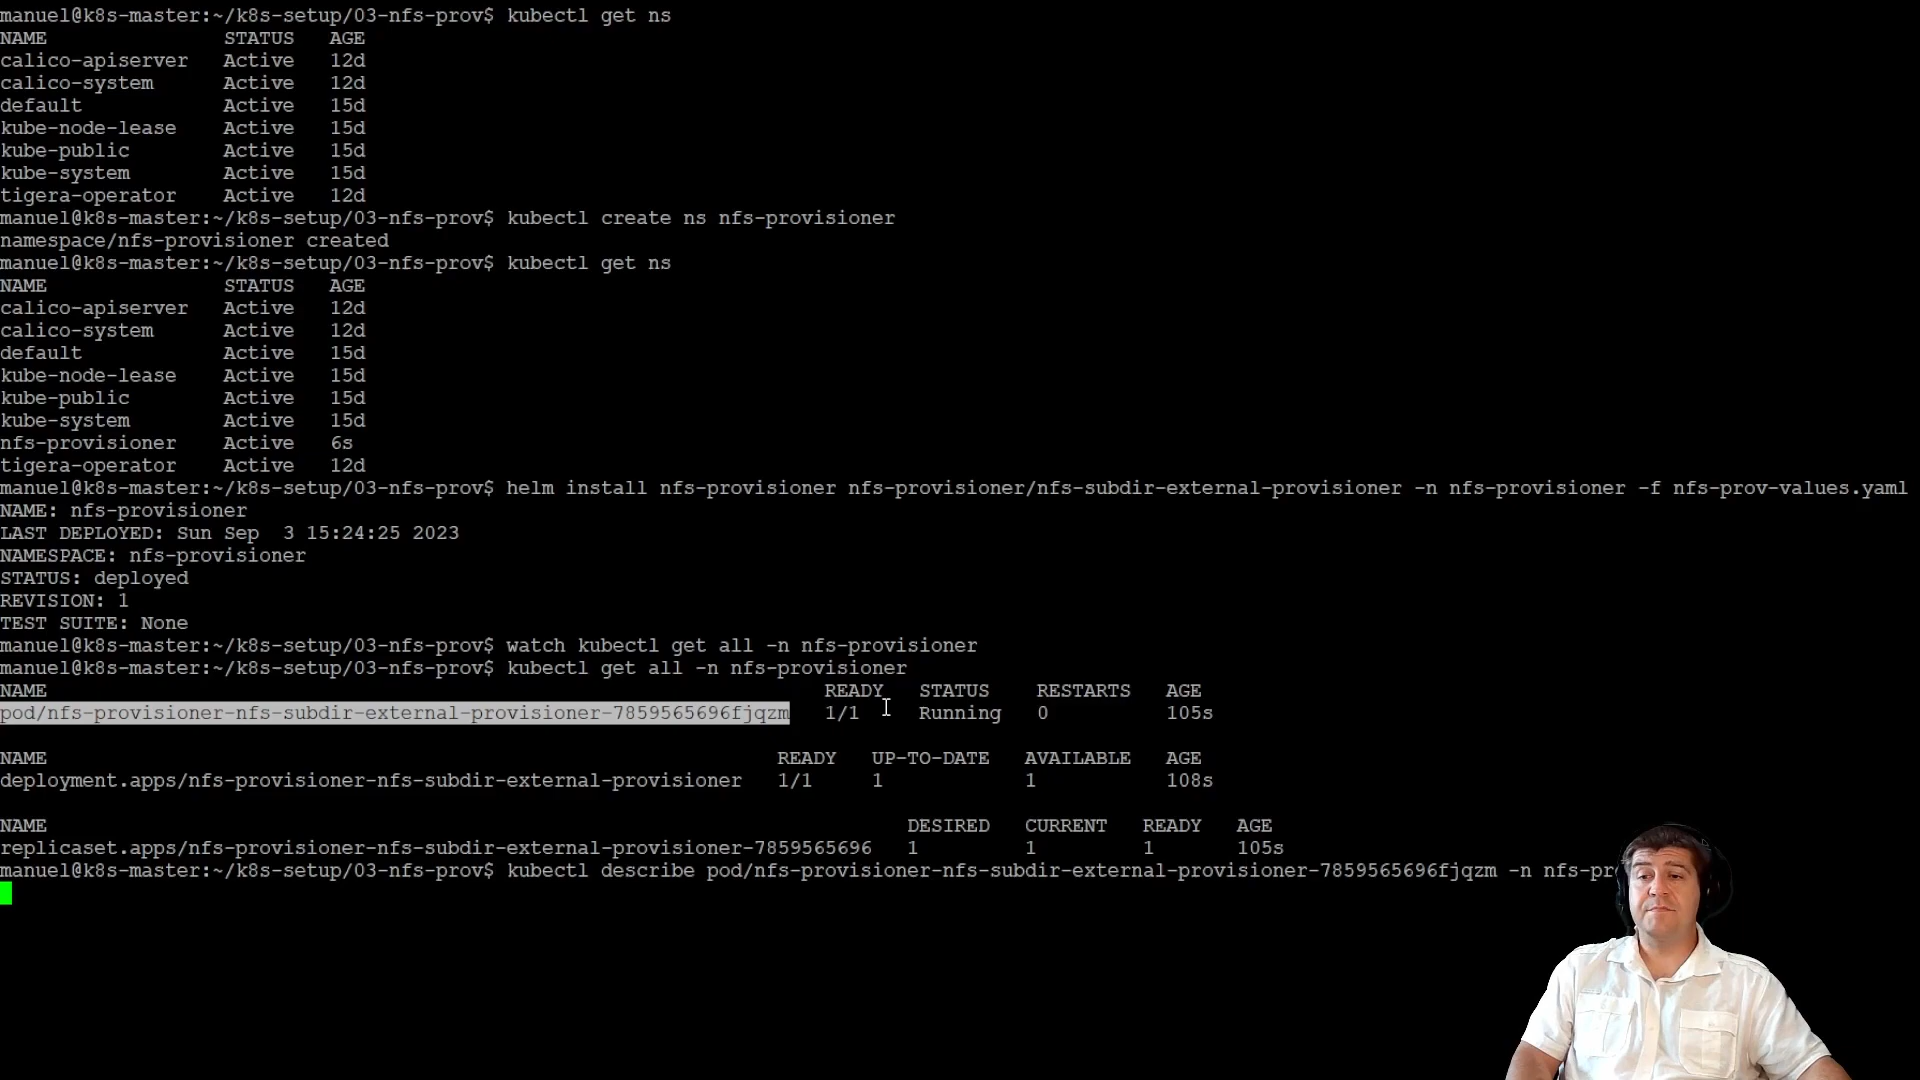 manuel@k8s-master:~/k8s-setup/03-nfs-prov$ kubectl get ns
NAME STATUS AGE
calico-apiserver Active 12d
calico-system Active 12d
default Active 15d
kube-node-lease Active 15d
kube-public Active 15d
kube-system Active 15d
tigera-operator Active 12d
manuel@k8s-master:~/k8s-setup/03-nfs-prov$ kubectl create ns nfs-provisioner
namespace/nfs-provisioner created
manuel@k8s-master:~/k8s-setup/03-nfs-prov$ kubectl get ns
NAME STATUS AGE
calico-apiserver Active 12d
calico-system Active 12d
default Active 15d
kube-node-lease Active 15d
kube-public Active 15d
kube-system Active 15d
nfs-provisioner Active 6s
tigera-operator Active 12d
manuel@k8s-master:~/k8s-setup/03-nfs-prov$ helm install nfs-provisioner nfs-provisioner/nfs-subdir-external-provisioner -n nfs-provisioner -f nfs-prov-values.yaml
NAME: nfs-provisioner
LAST DEPLOYED: Sun Sep 3 15:24:25 2023
NAMESPACE: nfs-provisioner
STATUS: deployed
REVISION: 1
TEST SUITE: None
manuel@k8s-master:~/k8s-setup/03-nfs-prov$ watch kubectl get all -n nfs-provisioner
manuel@k8s-master:~/k8s-setup/03-nfs-prov$ kubectl get all -n nfs-provisioner
NAME READY STATUS RESTARTS AGE
pod/nfs-provisioner-nfs-subdir-external-provisioner-7859565696fjqzm 1/1 Running 0 105s
NAME READY UP-TO-DATE AVAILABLE AGE
deployment.apps/nfs-provisioner-nfs-subdir-external-provisioner 1/1 1 1 108s
NAME DESIRED CURRENT READY AGE
replicaset.apps/nfs-provisioner-nfs-subdir-external-provisioner-7859565696 1 1 1 105s
manuel@k8s-master:~/k8s-setup/03-nfs-prov$ kubectl describe pod/nfs-provisioner-nfs-subdir-external-provisioner-7859565696fjqzm -n nfs-pr